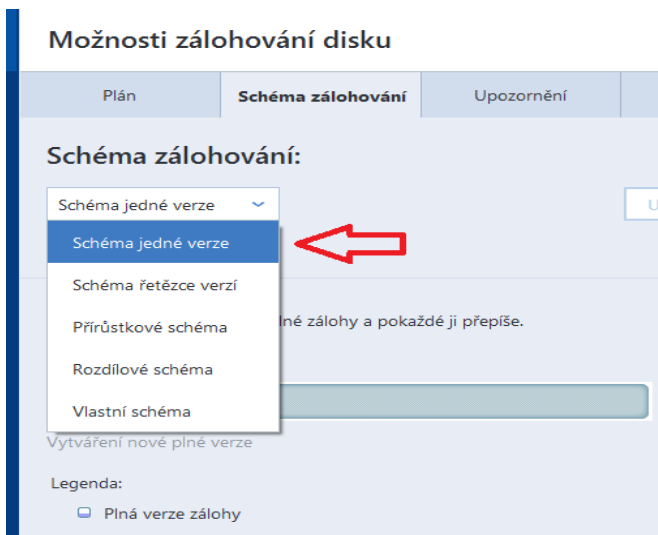 Možnosti zálohování disku
Plán
Schéma zálohování
Upozornění
Schéma zálohování:
Schéma jedné verze
Schéma jedné verze
Schéma řetězce verzí
Přírůstkové schéma
zálohy a pokaždé ji přepíše.
Rozdílové schéma
Vlastní schéma
Vytváření nové plné verze
Legenda:
Plná verze zálohy